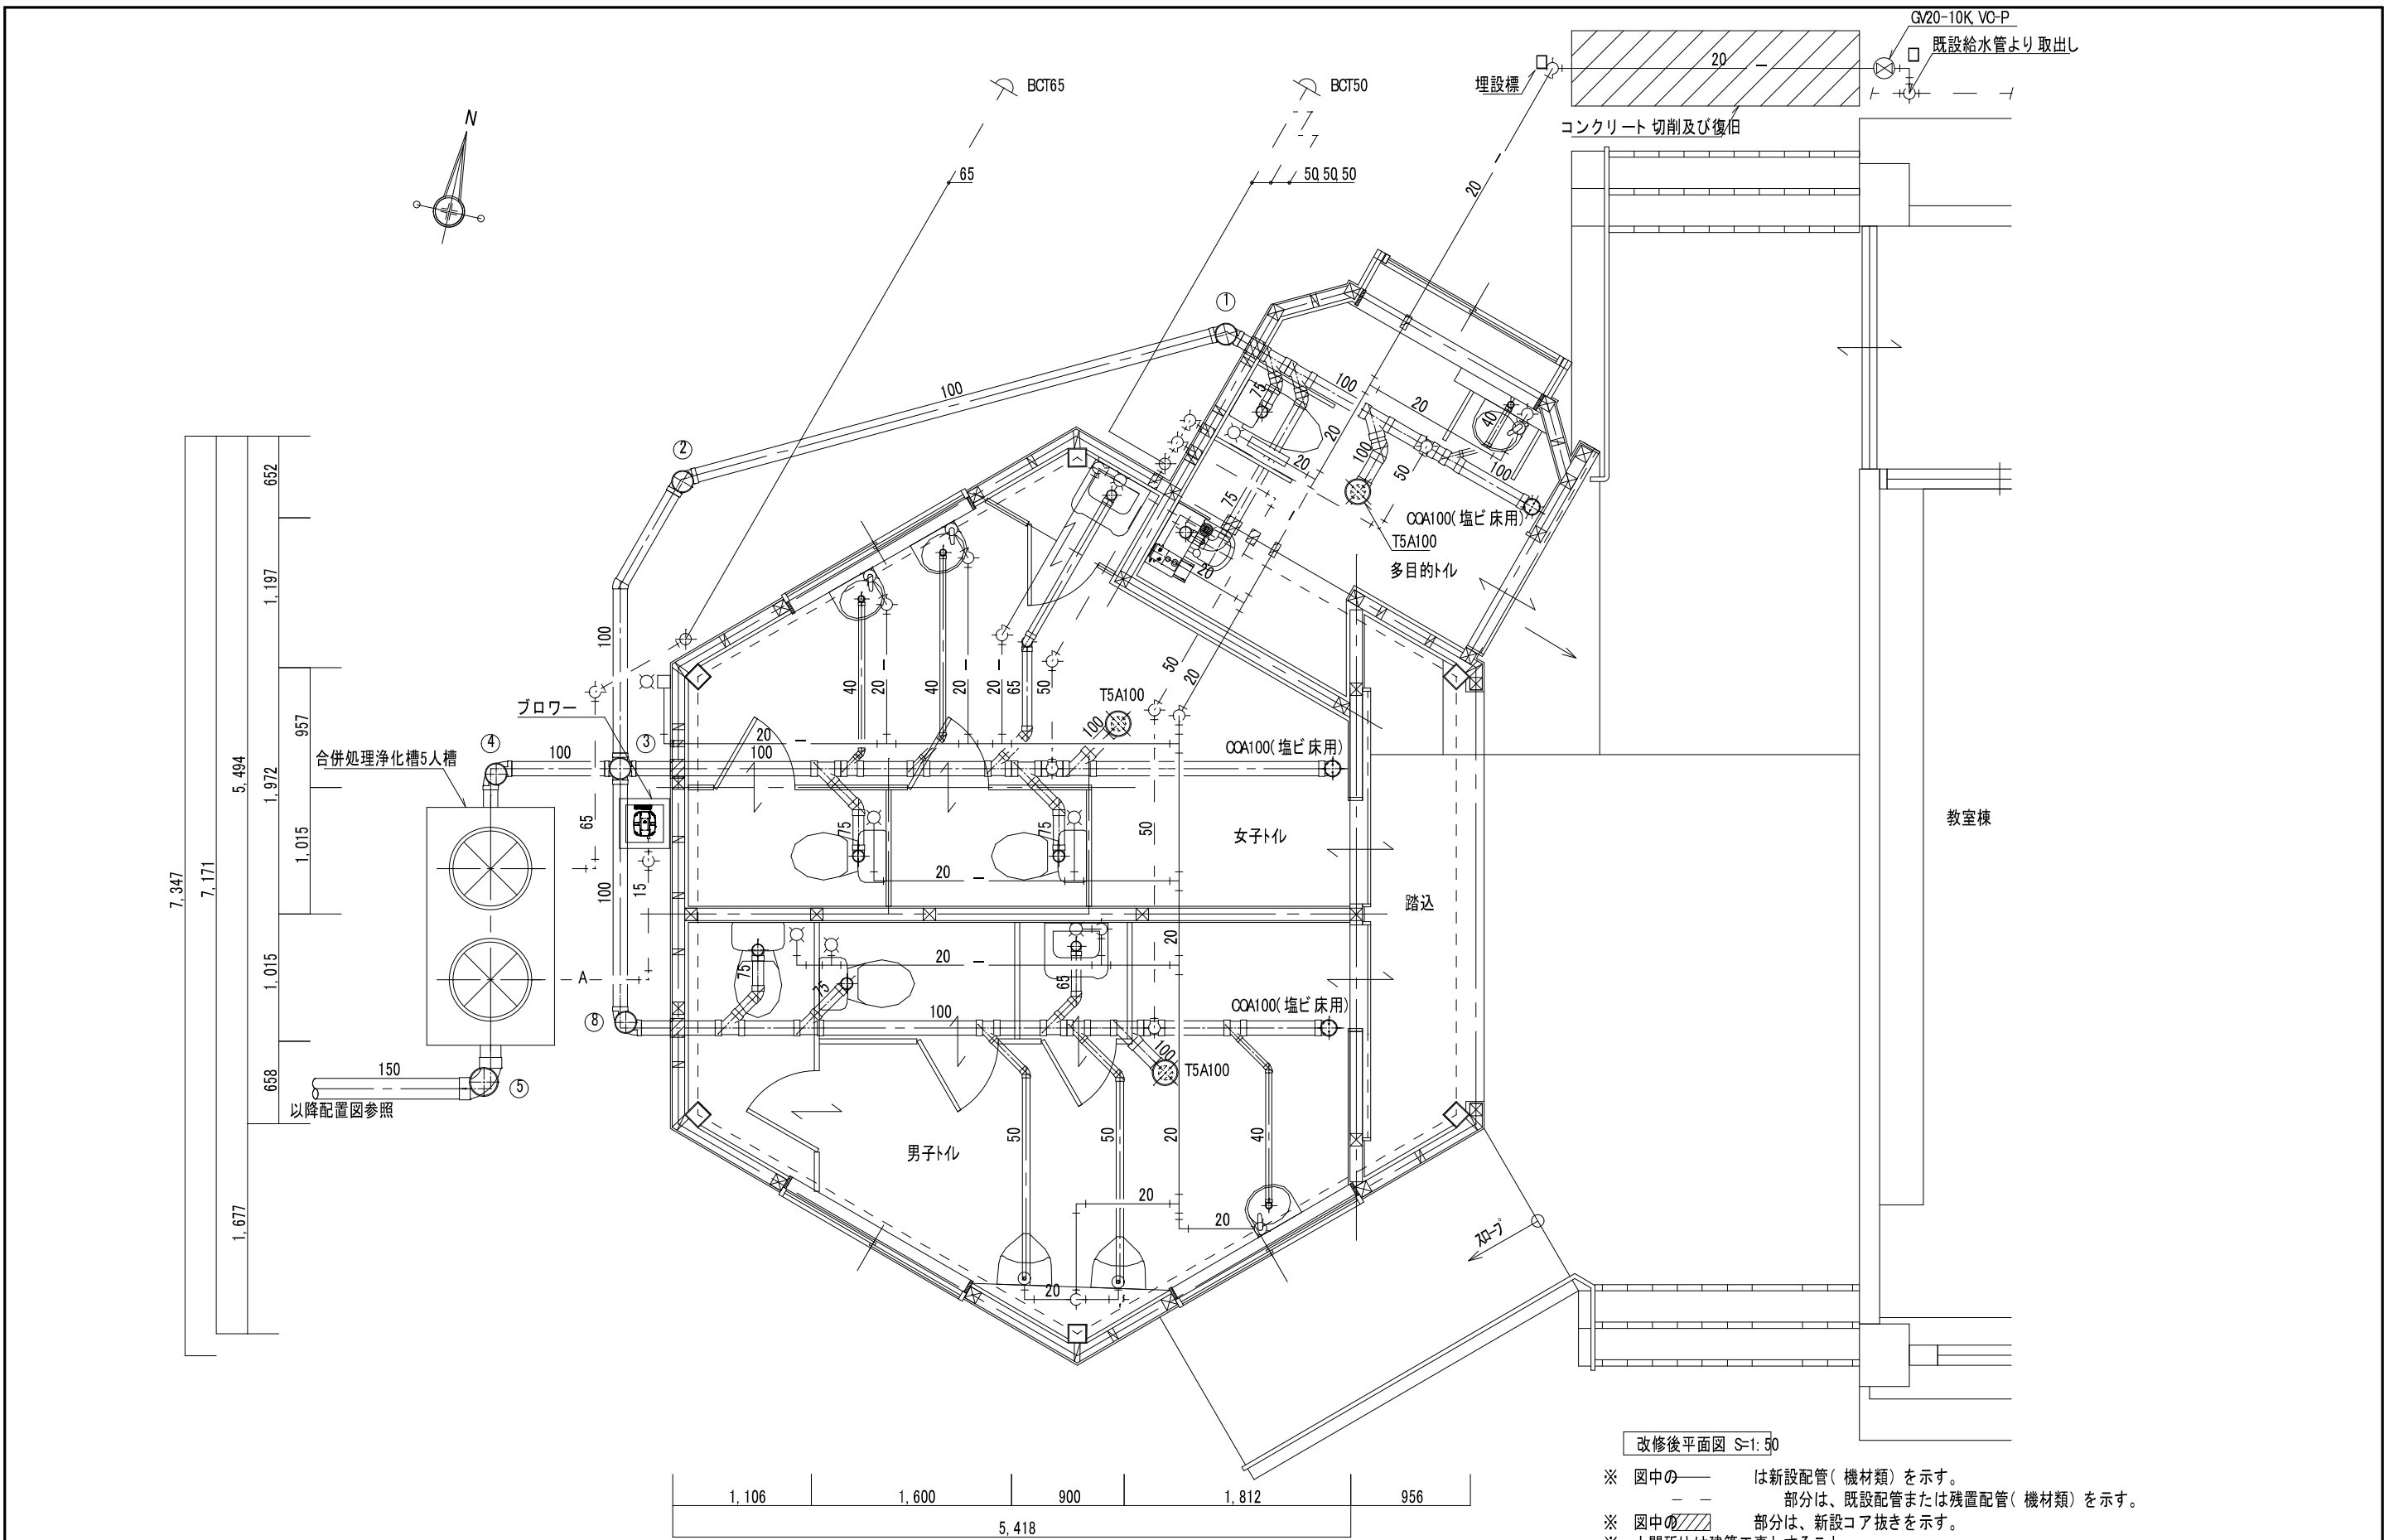 GV20-10K, VC-P
既設給水管より取出し
埋設標
20
コンクリート切削及び復旧
BCT65
BCT50
N
65
50,50,50
20
①
100
②
100
20
40
75
20
100
50
100
20
75
COA100(塩ビ床用)
T5A100
多目的トイレ
20
652
1,197
957
1,972
1,015
5,494
7,171
7,347
1,015
658
1,677
100
40
20
40
20
20
65
50
50
20
T5A100
100
ブロワー
合併処理浄化槽5人槽
④
100
③
20
100
COA100(塩ビ床用)
65
100
15
75
75
50
女子トイレ
20
教室棟
踏込
A
75
75
20
65
20
⑧
100
COA100(塩ビ床用)
100
T5A100
150
⑤
以降配置図参照
男子トイレ
50
50
20
40
20
20
20
スロープ
改修後平面図 S=1:50
※ 図中の は新設配管(機材類)を示す。
部分は、既設配管または残置配管(機材類)を示す。
※ 図中の 部分は、新設コア抜きを示す。
1,106
1,600
900
1,812
956
5,418